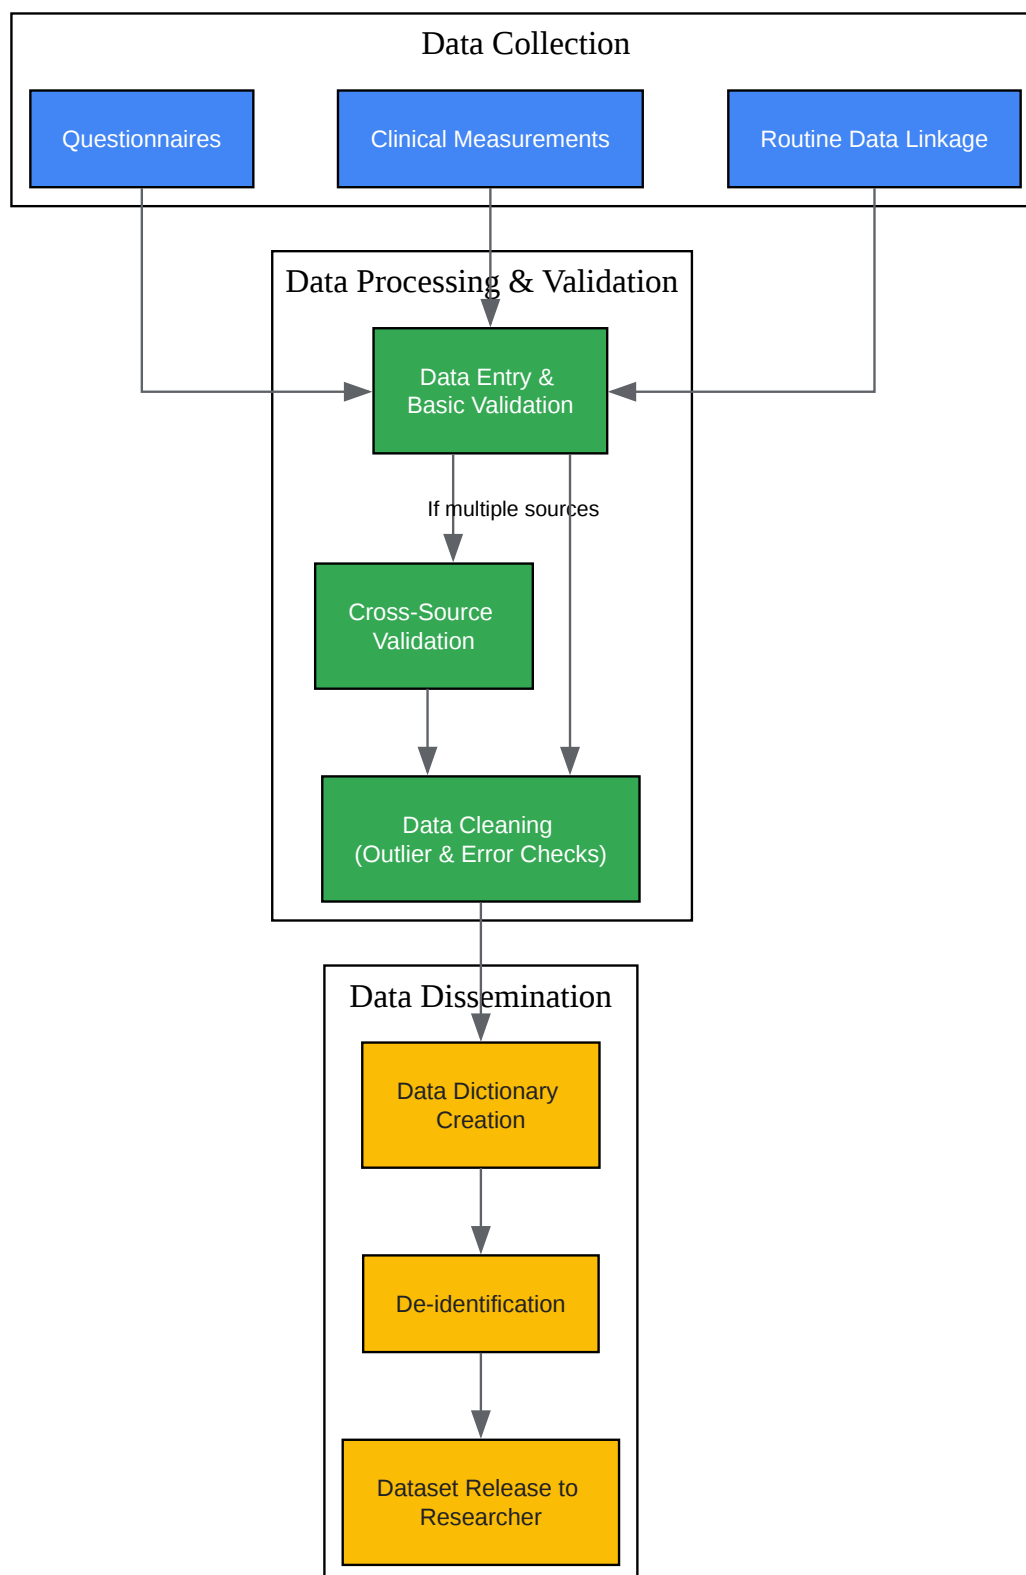 Data Collection
Questionnaires
Clinical Measurements
Routine Data Linkage
Data Processing & Validation
Data Entry &
Basic Validation
If multiple sources
Cross-Source
Validation
Data Cleaning
(Outlier & Error Checks)
Data Dissemination
Data Dictionary
Creation
De-identification
Dataset Release to
Researcher